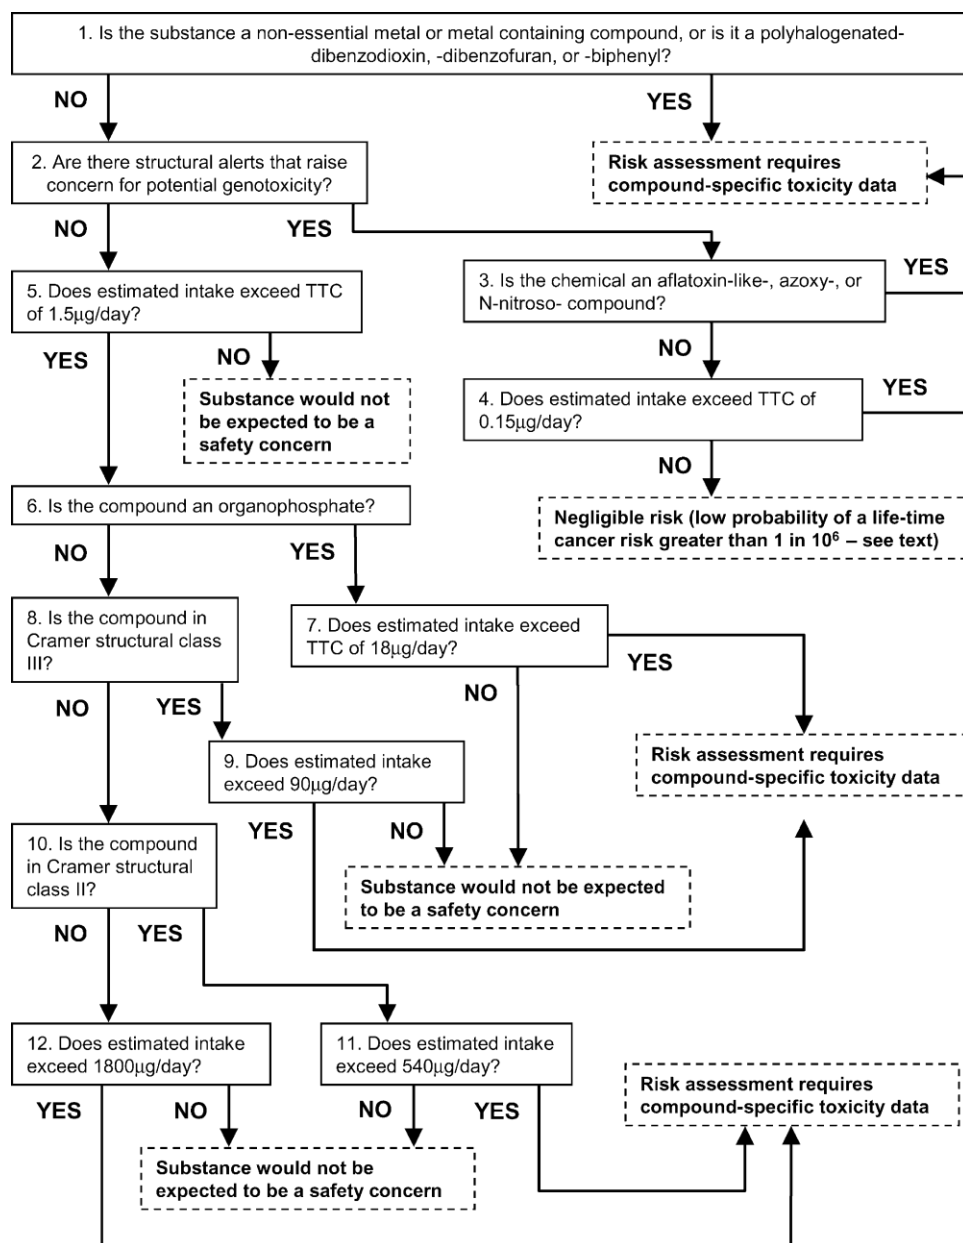 1. Is the substance a non-essential metal or metal containing compound, or is it a polyhalogenated-
dibenzodioxin, -dibenzofuran, or -biphenyl?
NO
YES
2. Are there structural alerts that raise
concern for potential genotoxicity?
Risk assessment requires
compound-specific toxicity data
NO
YES
YES
3. Is the chemical an aflatoxin-like-, azoxy-, or
N-nitroso- compound?
5. Does estimated intake exceed TTC
of 1.5µg/day?
NO
YES
NO
YES
4. Does estimated intake exceed TTC of
0.15µg/day?
Substance would not
be expected to be a
safety concern
NO
6. Is the compound an organophosphate?
Negligible risk (low probability of a life-time
cancer risk greater than 1 in 10⁶ – see text)
NO
YES
8. Is the compound in
Cramer structural class
III?
7. Does estimated intake exceed
TTC of 18µg/day?
YES
NO
YES
NO
9. Does estimated intake
exceed 90µg/day?
Risk assessment requires
compound-specific toxicity data
YES
NO
10. Is the compound
in Cramer structural
class II?
Substance would not be expected
to be a safety concern
NO
YES
12. Does estimated intake
exceed 1800µg/day?
11. Does estimated intake
exceed 540µg/day?
Risk assessment requires
compound-specific toxicity data
YES
NO
NO
YES
Substance would not be
expected to be a safety concern